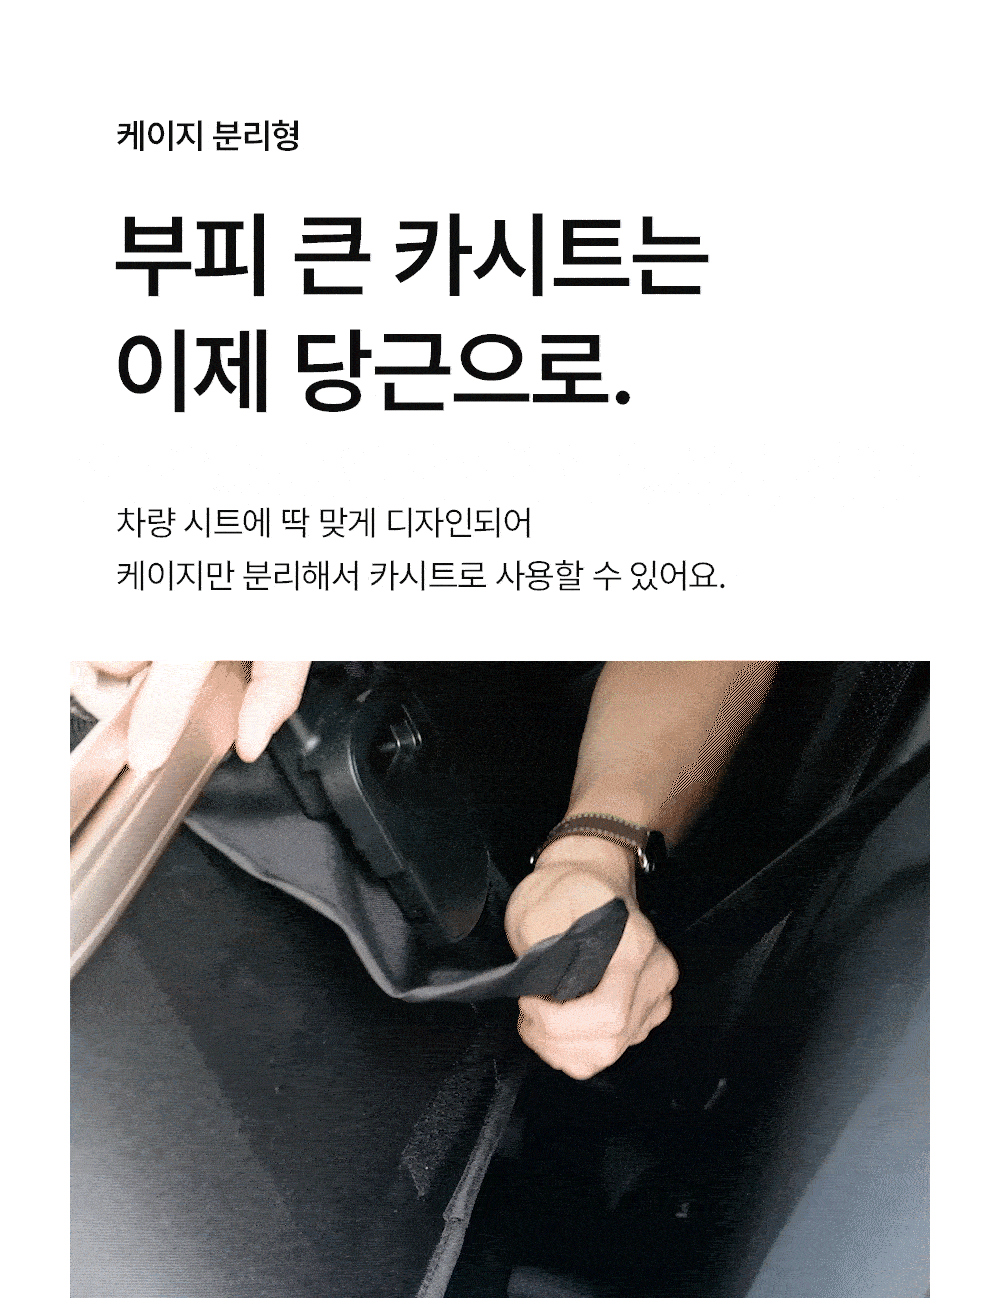 케이지 분리형
부피 큰 카시트는
이제 당근으로.
차량 시트에 딱 맞게 디자인되어
케이지만 분리해서 카시트로 사용할 수 있어요.